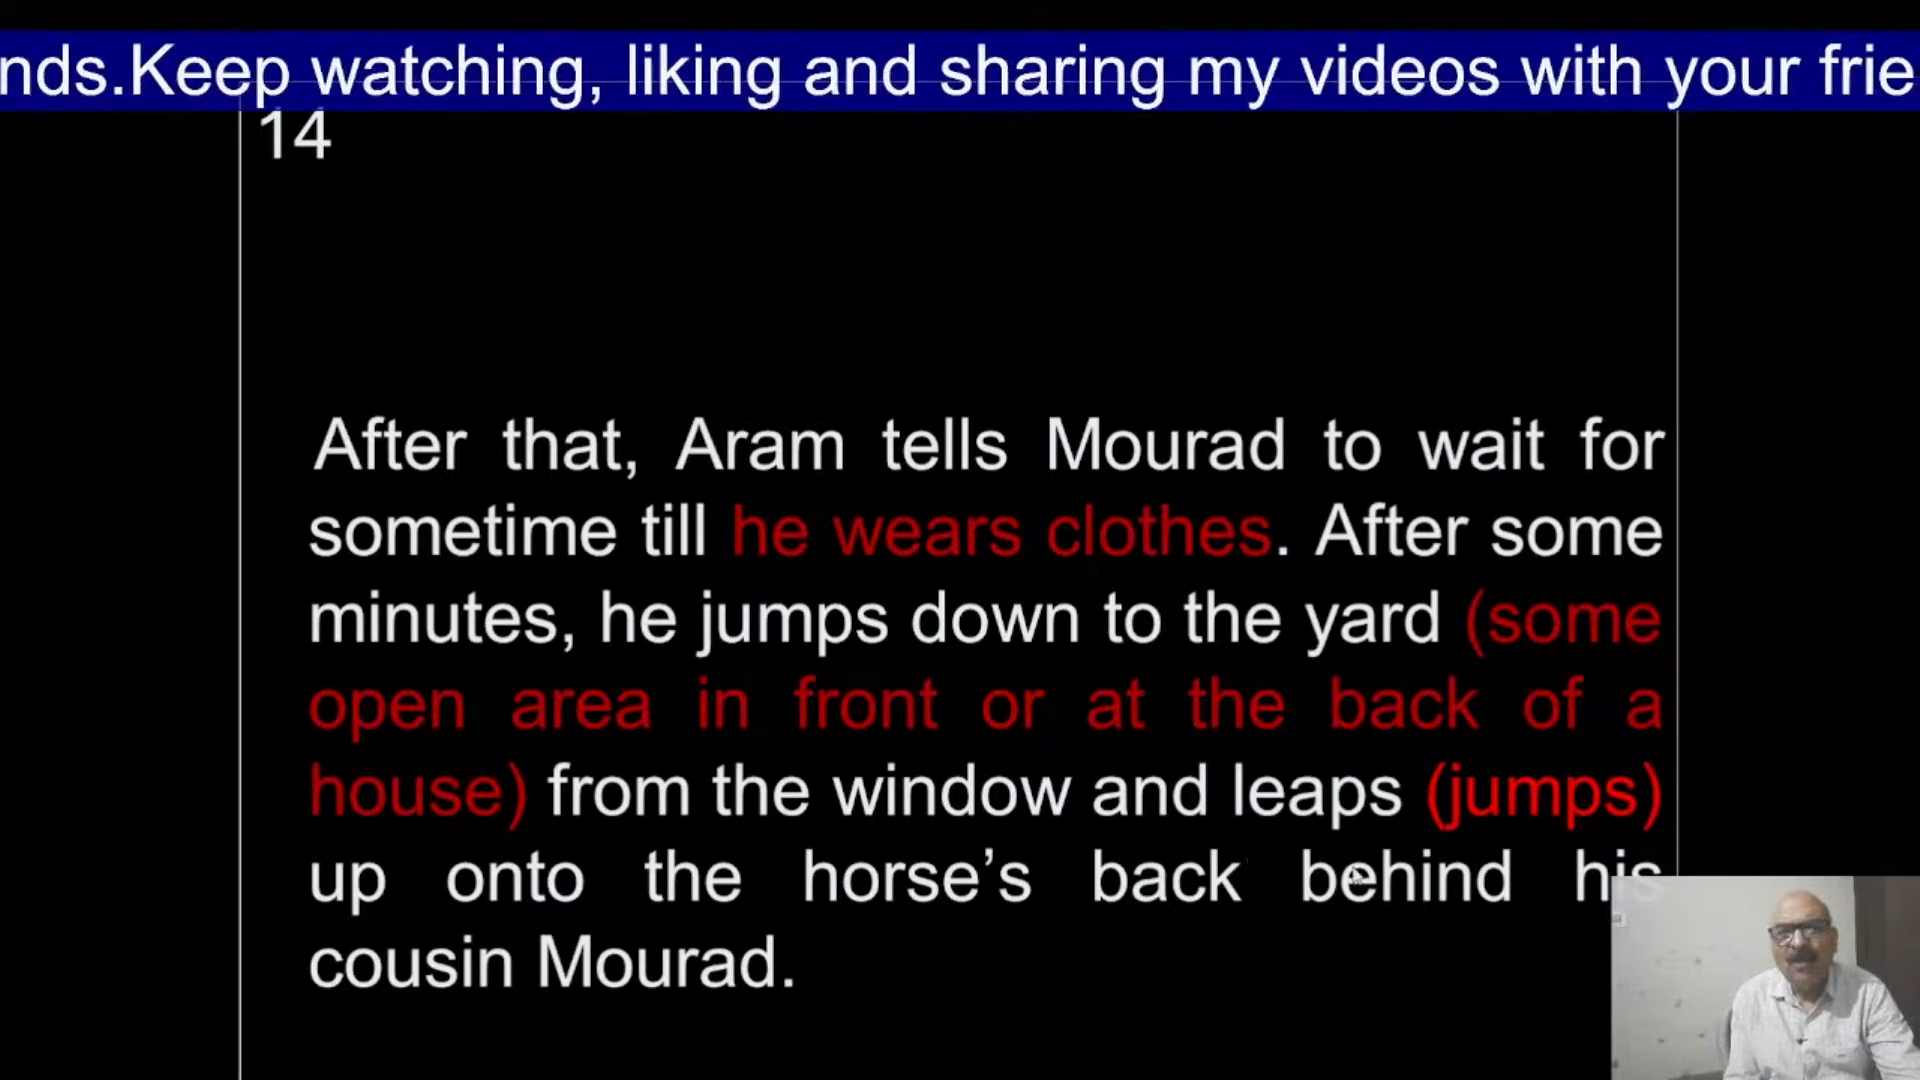 nds.Keep watching, liking and sharing my videos with your frie
14
After that, Aram tells Mourad to wait for
sometime till he wears clothes. After some
minutes, he jumps down to the yard (some
open area in front or at the back of a
house) from the window and leaps (jumps)
up onto the horse’s back behind his
cousin Mourad.